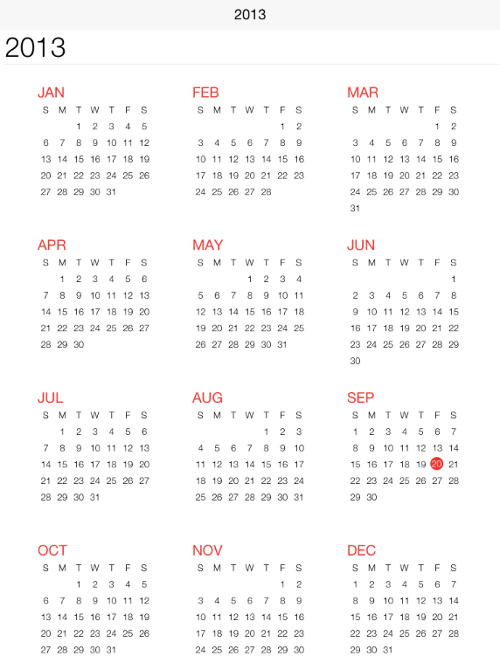 2013
2013
JAN FEB MAR
S M T W T F S S M T W T F S S M T W T F S
1 2 3 4 5 1 2 1 2
6 7 8 9 10 11 12 3 4 5 6 7 8 9 3 4 5 6 7 8 9
13 14 15 16 17 18 19 10 11 12 13 14 15 16 10 11 12 13 14 15 16
20 21 22 23 24 25 26 17 18 19 20 21 22 23 17 18 19 20 21 22 23
27 28 29 30 31 24 25 26 27 28 24 25 26 27 28 29 30
31
APR MAY JUN
S M T W T F S S M T W T F S S M T W T F S
1 2 3 4 5 6 1 2 3 4 1
7 8 9 10 11 12 13 5 6 7 8 9 10 11 2 3 4 5 6 7 8
14 15 16 17 18 19 20 12 13 14 15 16 17 18 9 10 11 12 13 14 15
21 22 23 24 25 26 27 19 20 21 22 23 24 25 16 17 18 19 20 21 22
28 29 30 26 27 28 29 30 31 23 24 25 26 27 28 29
30
JUL AUG SEP
S M T W T F S S M T W T F S S M T W T F S
1 2 3 4 5 6 1 2 3 1 2 3 4 5 6 7
7 8 9 10 11 12 13 4 5 6 7 8 9 10 8 9 10 11 12 13 14
14 15 16 17 18 19 20 11 12 13 14 15 16 17 15 16 17 18 19 20 21
21 22 23 24 25 26 27 18 19 20 21 22 23 24 22 23 24 25 26 27 28
28 29 30 31 25 26 27 28 29 30 31 29 30
OCT NOV DEC
S M T W T F S S M T W T F S S M T W T F S
1 2 3 4 5 1 2 1 2 3 4 5 6 7
6 7 8 9 10 11 12 3 4 5 6 7 8 9 8 9 10 11 12 13 14
13 14 15 16 17 18 19 10 11 12 13 14 15 16 15 16 17 18 19 20 21
20 21 22 23 24 25 26 17 18 19 20 21 22 23 22 23 24 25 26 27 28
27 28 29 30 31 24 25 26 27 28 29 30 29 30 31